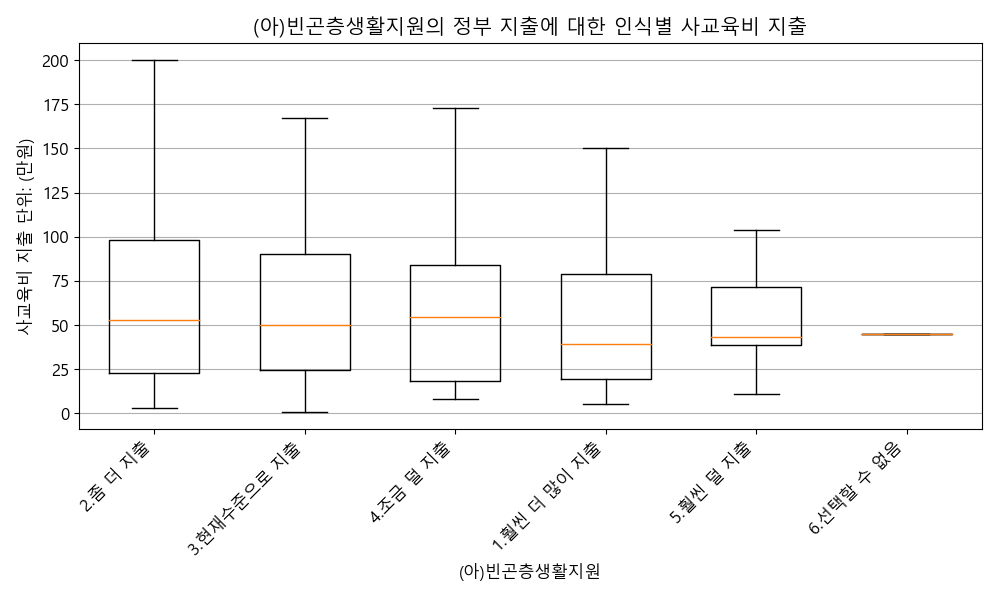 (아)빈곤층생활지원의 정부 지출에 대한 인식별 사교육비 지출
사교육비 지출 단위: (만원)
200
175
150
125
100
75
50
25
0
2.좀 더 지출
3.현재수준으로 지출
4.조금 덜 지출
1.훨씬 더 많이 지출
5.훨씬 덜 지출
6.선택할 수 없음
(아)빈곤층생활지원